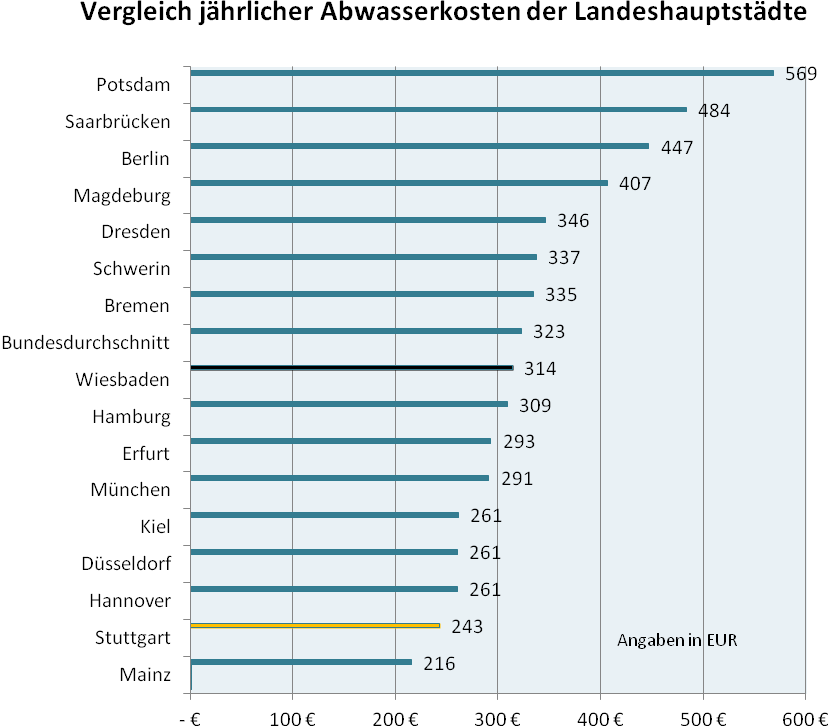 Vergleich jährlicher Abwasserkosten der Landeshauptstädte
Potsdam 569
Saarbrücken 484
Berlin 447
Magdeburg 407
Dresden 346
Schwerin 337
Bremen 335
Bundesdurchschnitt 323
Wiesbaden 314
Hamburg 309
Erfurt 293
München 291
Kiel 261
Düsseldorf 261
Hannover 261
Stuttgart 243
Angaben in EUR
Mainz 216
- € 100 € 200 € 300 € 400 € 500 € 600 €